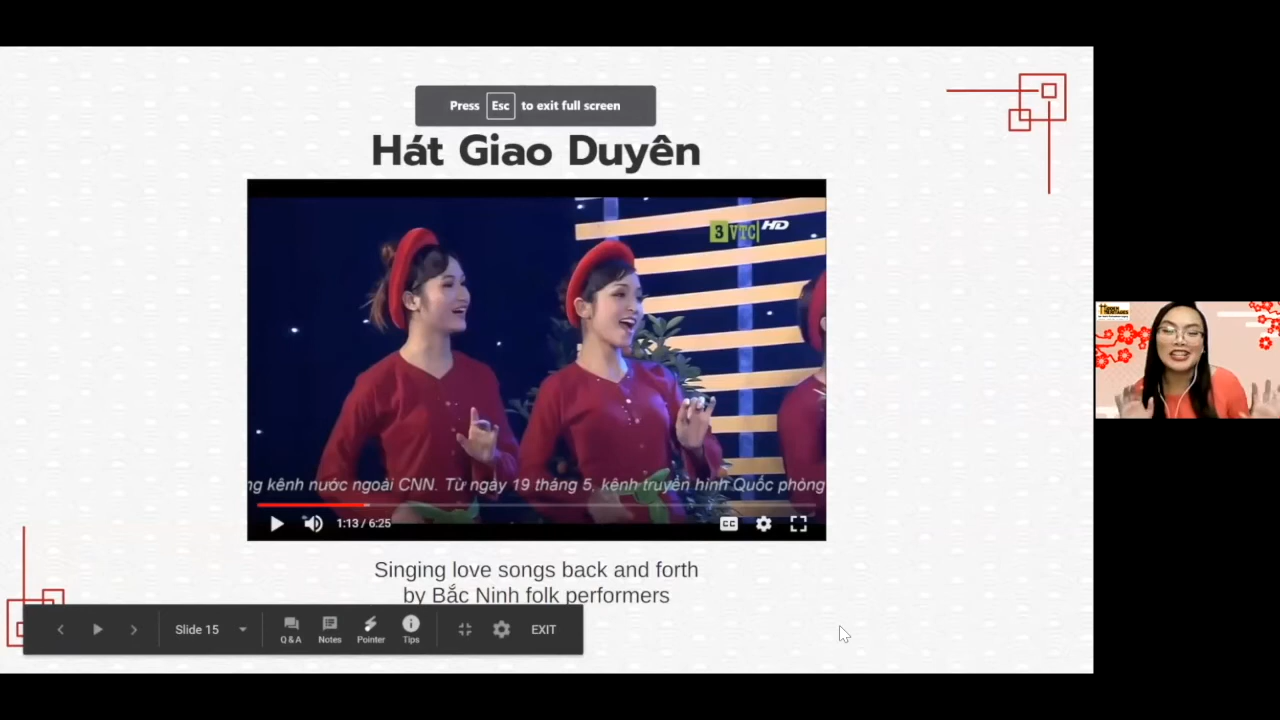 Press Esc to exit full screen
Hát Giao Duyên
3 VTC HD
ng kênh nước ngoài CNN. Từ ngày 19 tháng 5, kênh truyền hình Quốc phòng
1:13 / 6:25
CC
Singing love songs back and forth
by Bắc Ninh folk performers
Slide 15
Q & A
Notes
Pointer
Tips
EXIT